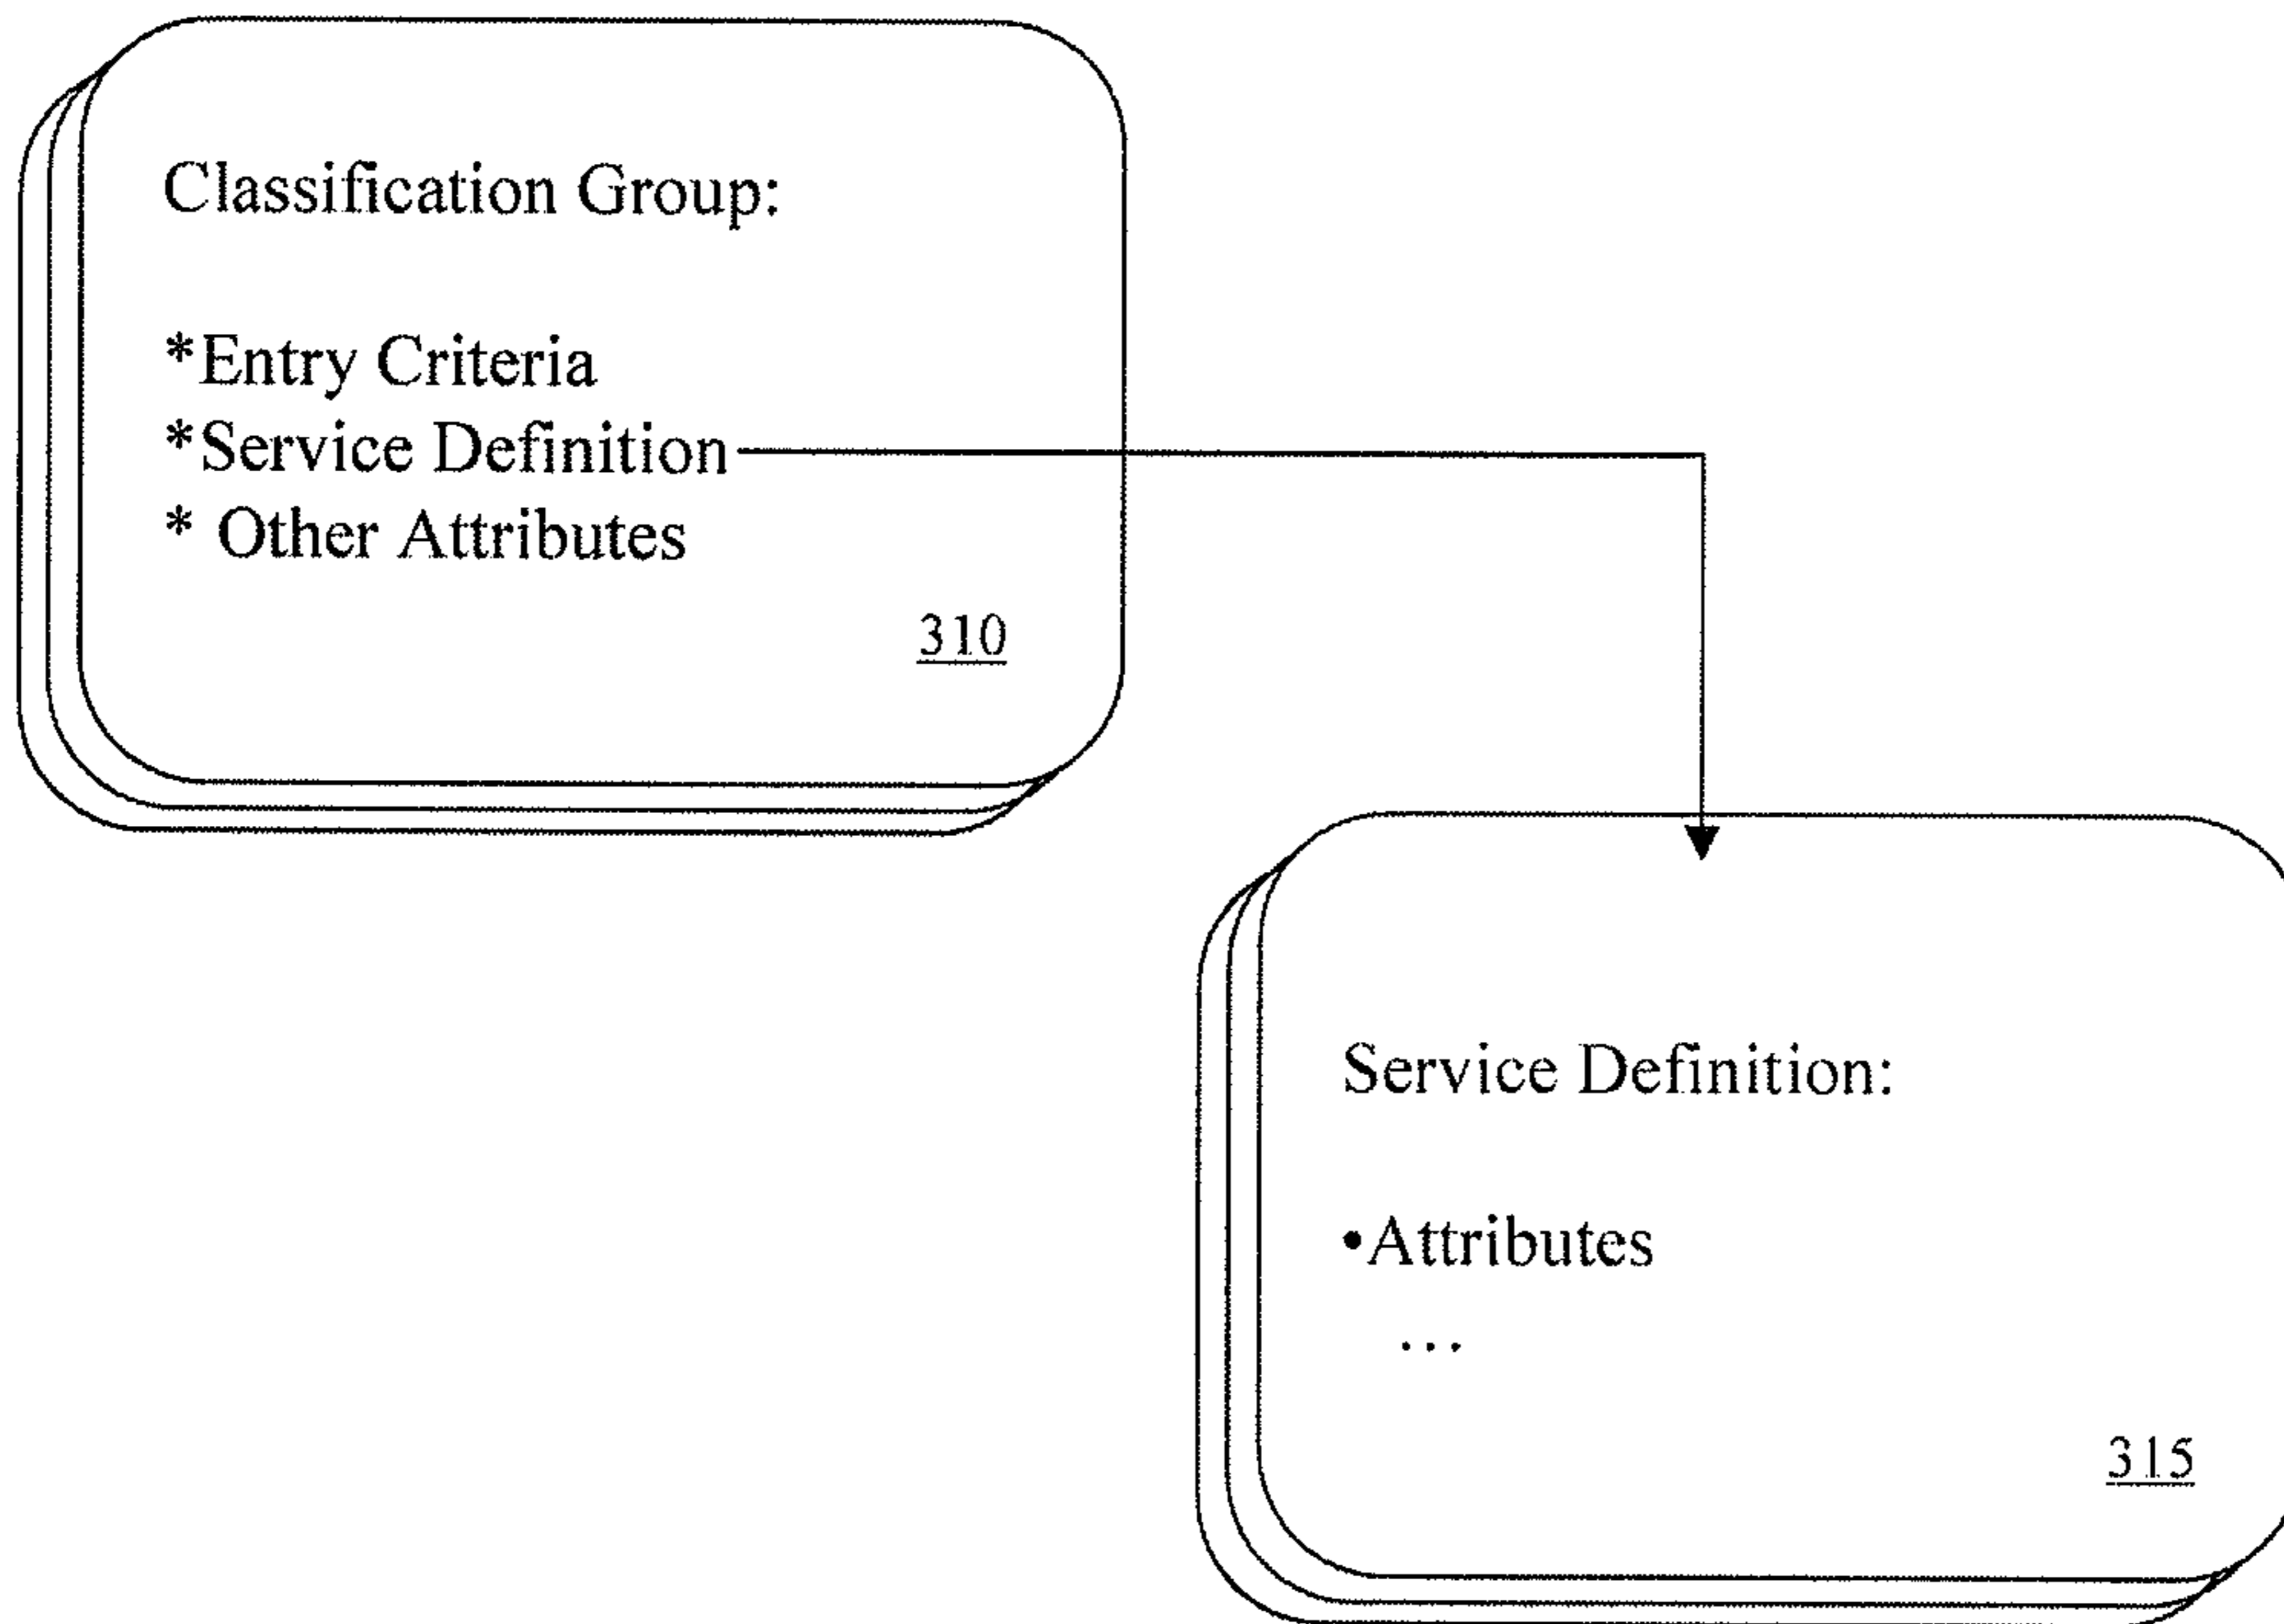 Classification Group:
*Entry Criteria
*Service Definition
* Other Attributes
310
Service Definition:
•Attributes
...
315